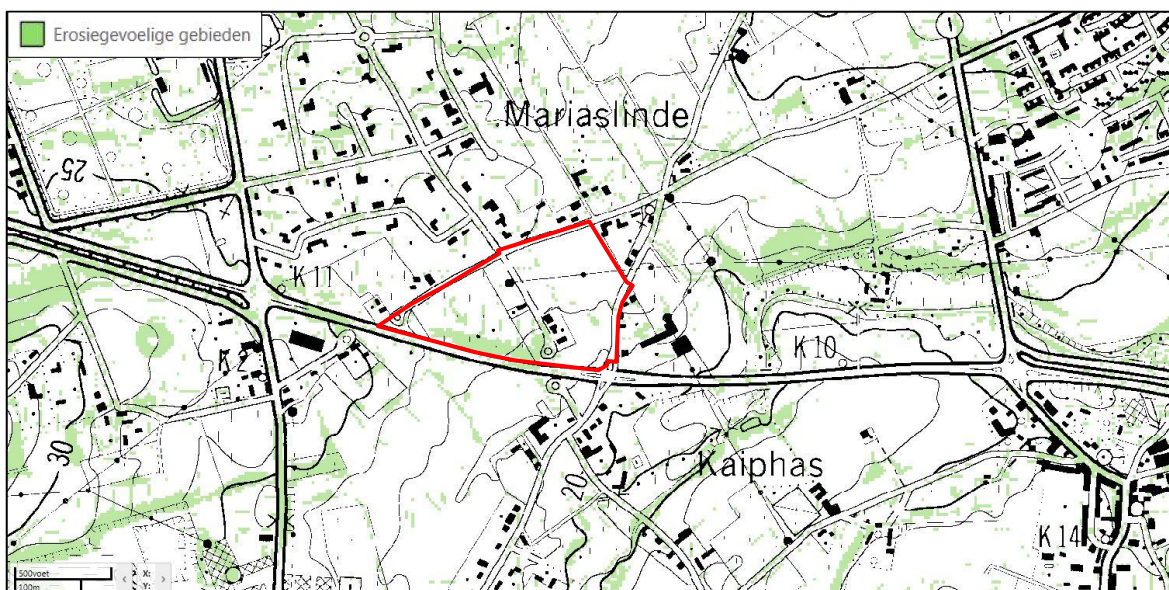 Erosiegevoelige gebieden
Mariaslinde
25
K 11
K 2
K 10
30
Kaiphas
20
K 14
500voet
100m
X:
Y: